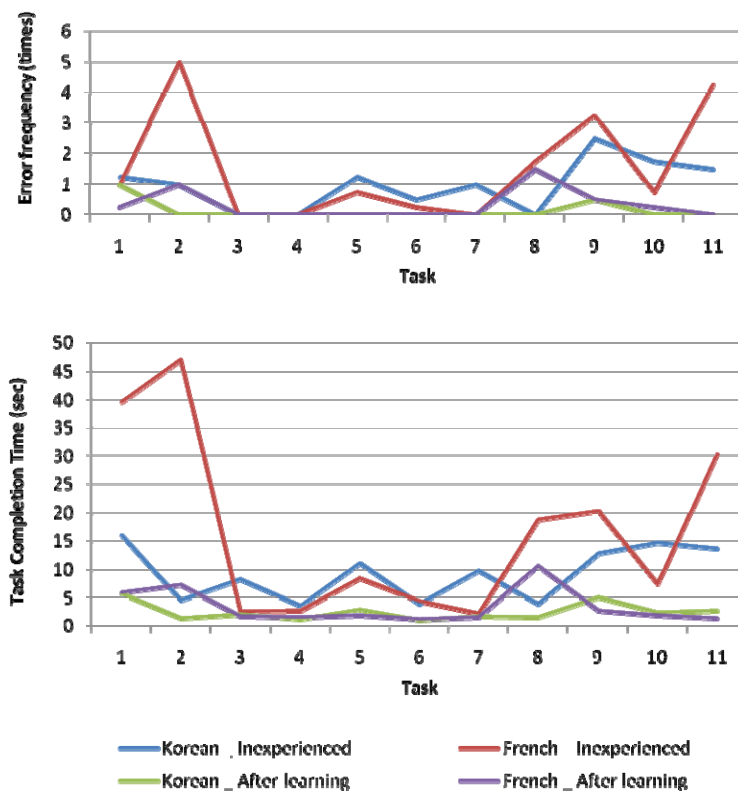 Error frequency (times)
6
5
4
3
2
1
0
1 2 3 4 5 6 7 8 9 10 11
Task
Task Completion Time (sec)
50
45
40
35
30
25
20
15
10
5
0
1 2 3 4 5 6 7 8 9 10 11
Task
Korean _ Inexperienced French _ Inexperienced
Korean _ After learning French _ After learning